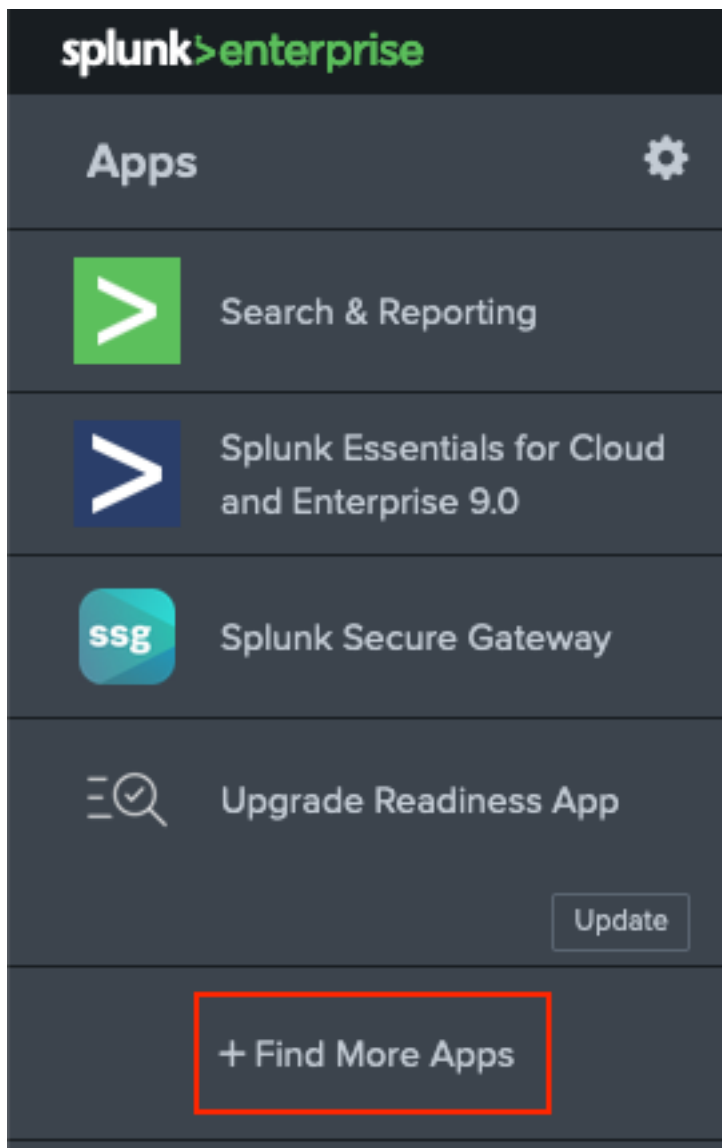 splunk>enterprise
Apps
Search & Reporting
Splunk Essentials for Cloud
and Enterprise 9.0
ssg
Splunk Secure Gateway
Upgrade Readiness App
Update
+ Find More Apps